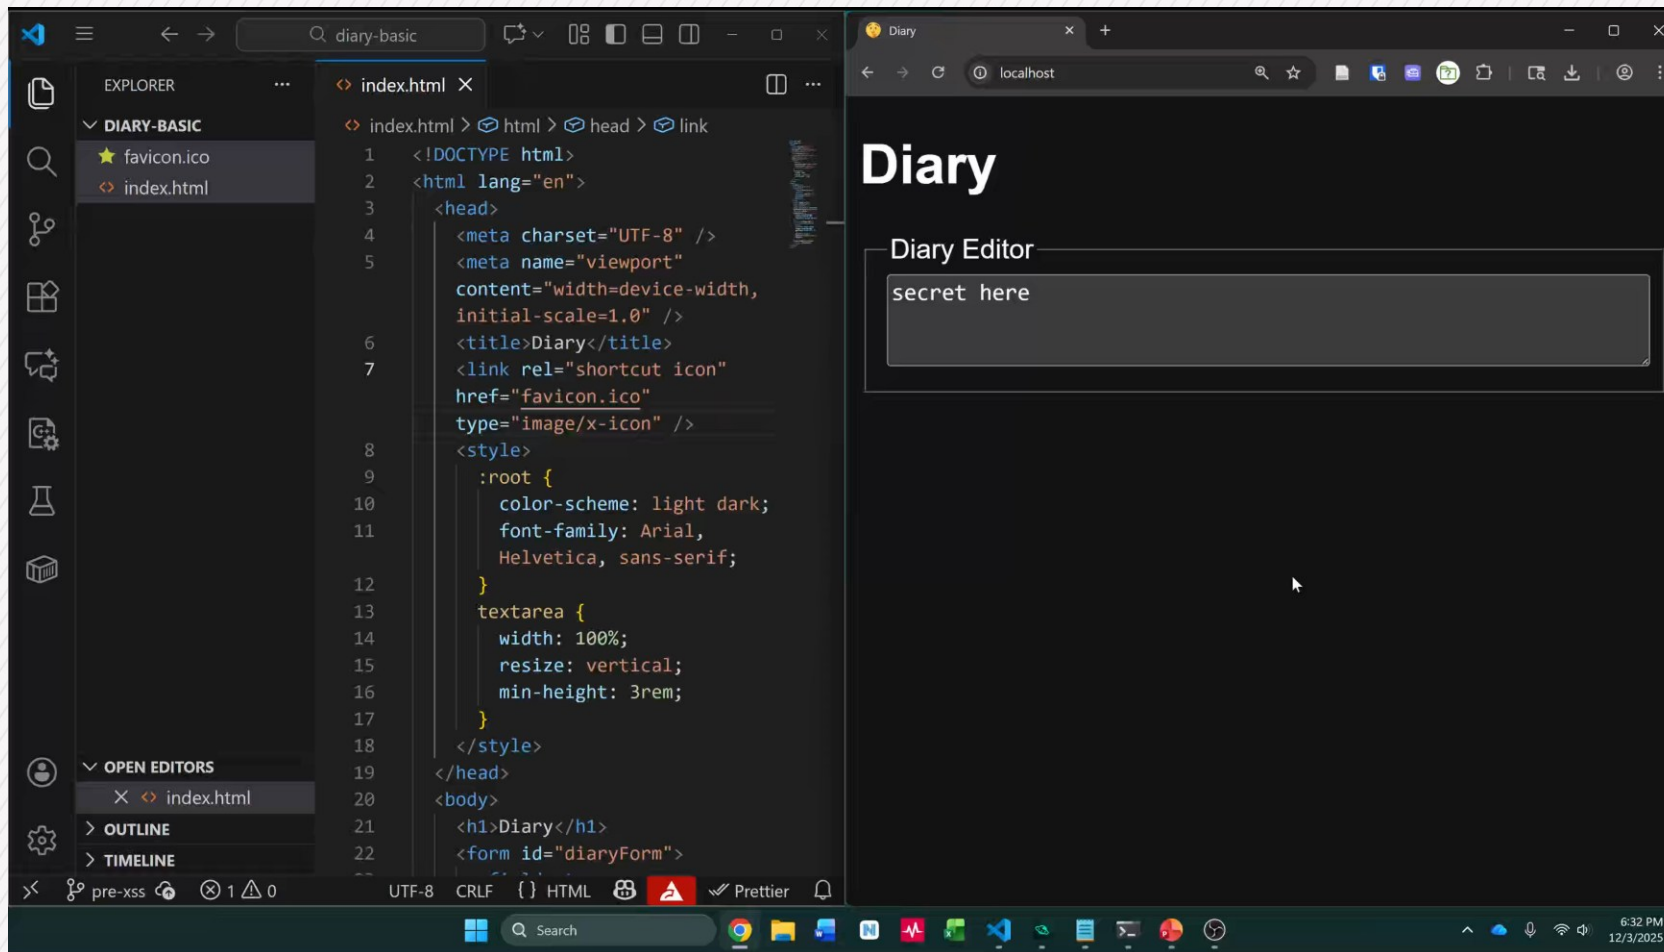 diary-basic
EXPLORER
DIARY-BASIC
favicon.ico
index.html
OPEN EDITORS
index.html
OUTLINE
TIMELINE
index.html
index.html > html > head > link
1 <!DOCTYPE html>
2 <html lang="en">
3 <head>
4 <meta charset="UTF-8" />
5 <meta name="viewport"
content="width=device-width,
initial-scale=1.0" />
6 <title>Diary</title>
7 <link rel="shortcut icon"
href="favicon.ico"
type="image/x-icon" />
8 <style>
9 :root {
10 color-scheme: light dark;
11 font-family: Arial,
Helvetica, sans-serif;
12 }
13 textarea {
14 width: 100%;
15 resize: vertical;
16 min-height: 3rem;
17 }
18 </style>
19 </head>
20 <body>
21 <h1>Diary</h1>
22 <form id="diaryForm">
pre-xss 1 0 UTF-8 CRLF {} HTML Prettier
Diary
localhost
Diary
Diary Editor
secret here
Search
6:32 PM
12/3/2025